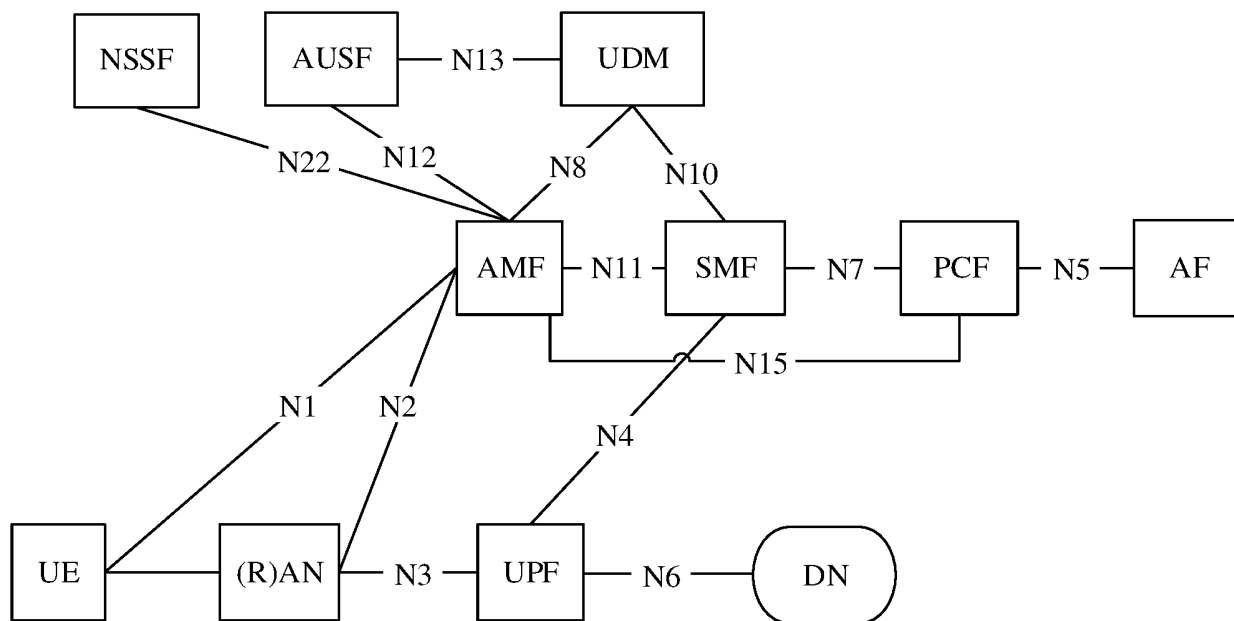 NSSF
AUSF
N13
UDM
N22
N12
N8
N10
AMF
N11
SMF
N7
PCF
N5
AF
N15
N1
N2
N4
UE
(R)AN
N3
UPF
N6
DN